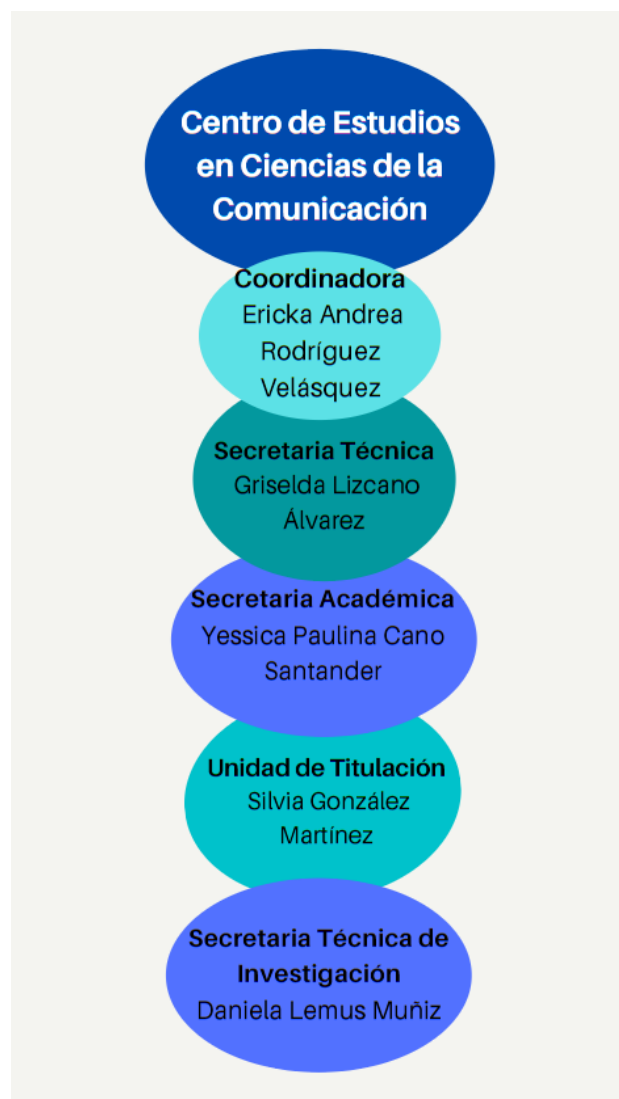 Centro de Estudios
en Ciencias de la
Comunicación
Coordinadora
Ericka Andrea
Rodríguez
Velásquez
Secretaria Técnica
Griselda Lizcano
Álvarez
Secretaria Académica
Yessica Paulina Cano
Santander
Unidad de Titulación
Silvia González
Martínez
Secretaria Técnica de
Investigación
Daniela Lemus Muñiz